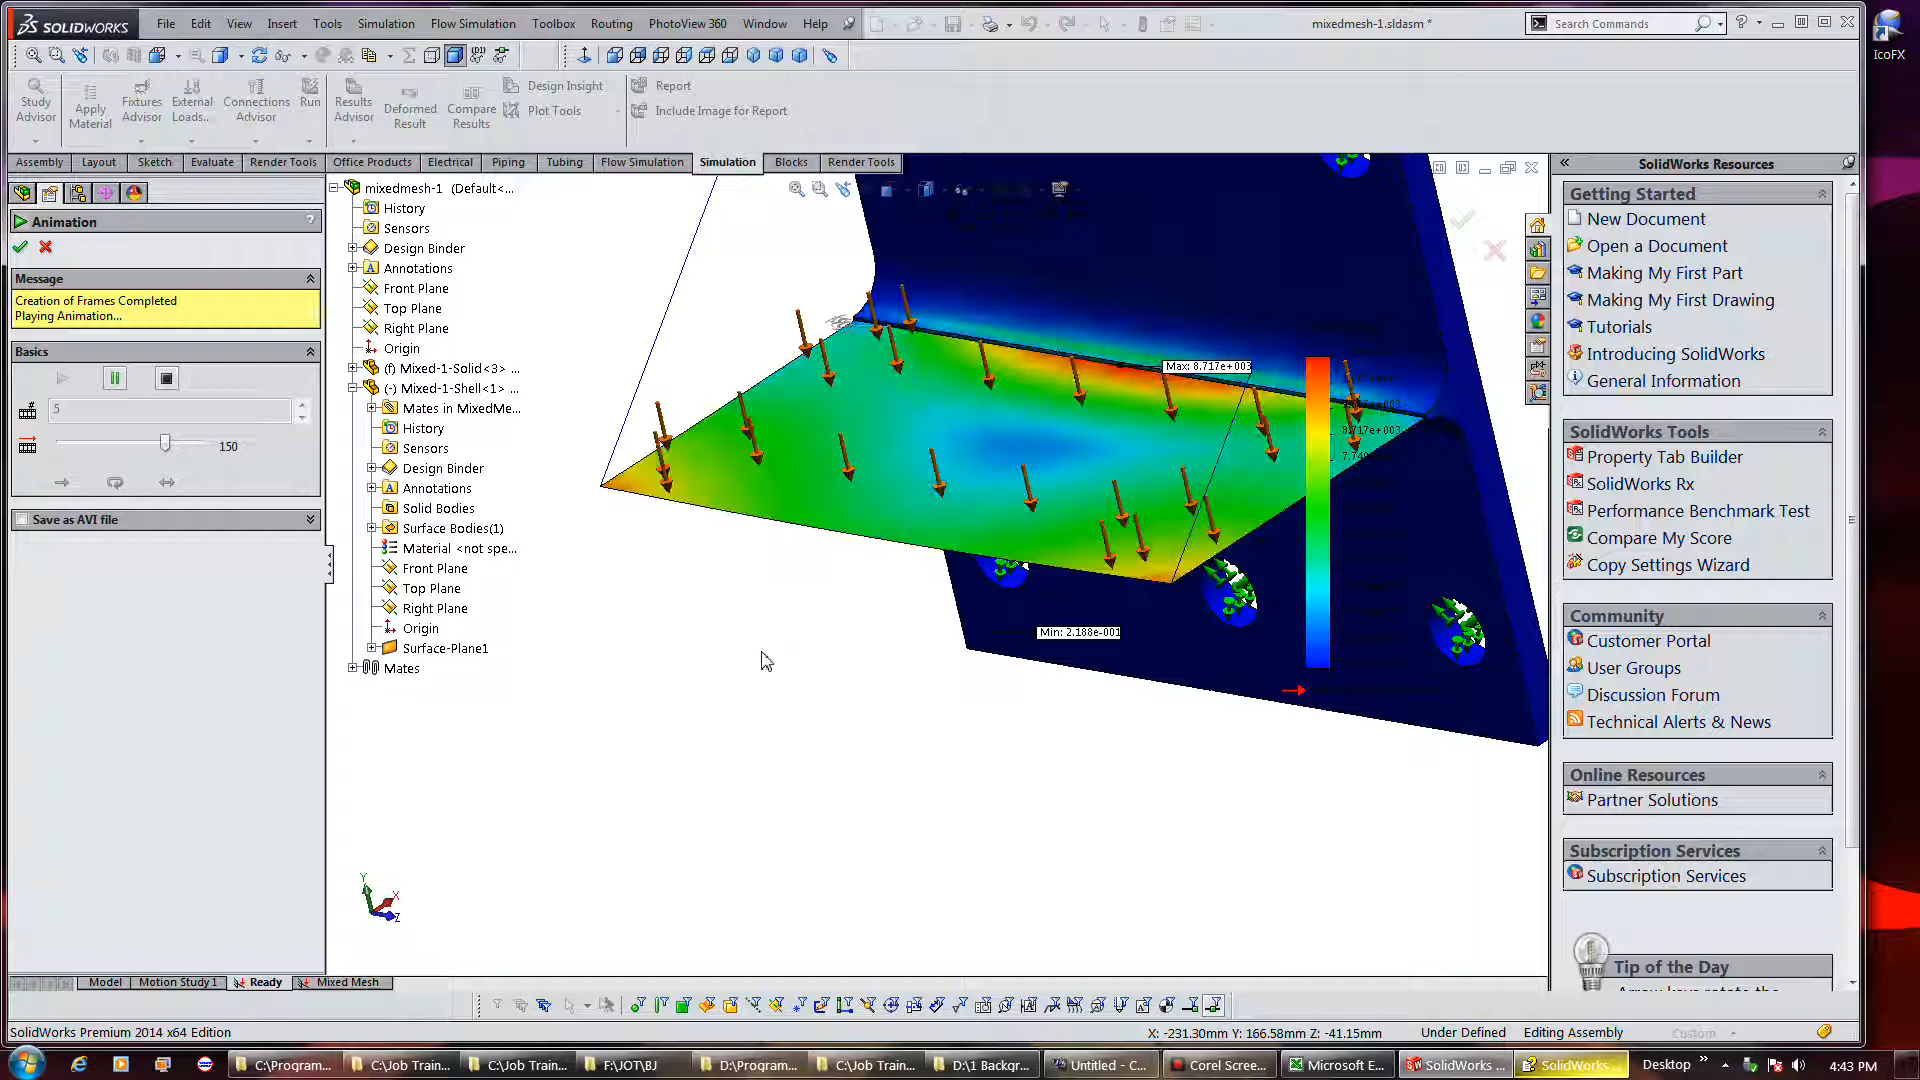 SOLIDWORKS File Edit View Insert Tools Simulation Flow Simulation Toolbox Routing PhotoView 360 Window Help mixedmesh-1.sldasm * Search Commands
IcoFX
Study Advisor
Apply Material
Fixtures Advisor
External Loads..
Connections Advisor
Run
Results Advisor
Deformed Result
Compare Results
Design Insight
Plot Tools
Report
Include Image for Report
Assembly Layout Sketch Evaluate Render Tools Office Products Electrical Piping Tubing Flow Simulation Simulation Blocks Render Tools
Animation ?
Message
Creation of Frames Completed
Playing Animation...
Basics
5
150
Save as AVI file
mixedmesh-1 (Default<...
History
Sensors
Design Binder
Annotations
Front Plane
Top Plane
Right Plane
Origin
(f) Mixed-1-Solid<3> ...
(-) Mixed-1-Shell<1> ...
Mates in MixedMe...
History
Sensors
Design Binder
Annotations
Solid Bodies
Surface Bodies(1)
Material <not spe...
Front Plane
Top Plane
Right Plane
Origin
Surface-Plane1
Mates
Max: 8.717e+003
8.717e+003
Min: 2.188e-001
Y
X
Z
SolidWorks Resources
Getting Started
New Document
Open a Document
Making My First Part
Making My First Drawing
Tutorials
Introducing SolidWorks
General Information
SolidWorks Tools
Property Tab Builder
SolidWorks Rx
Performance Benchmark Test
Compare My Score
Copy Settings Wizard
Community
Customer Portal
User Groups
Discussion Forum
Technical Alerts & News
Online Resources
Partner Solutions
Subscription Services
Subscription Services
Tip of the Day
Model Motion Study 1 Ready Mixed Mesh
SolidWorks Premium 2014 x64 Edition X: -231.30mm Y: 166.58mm Z: -41.15mm Under Defined Editing Assembly Custom
C:\Program... C:\Job Train... C:\Job Train... F:\JOT\BJ D:\Program... C:\Job Train... D:\1 Backgr... Untitled - C... Corel Scree... Microsoft E... SolidWorks ... SolidWorks... Desktop 4:43 PM